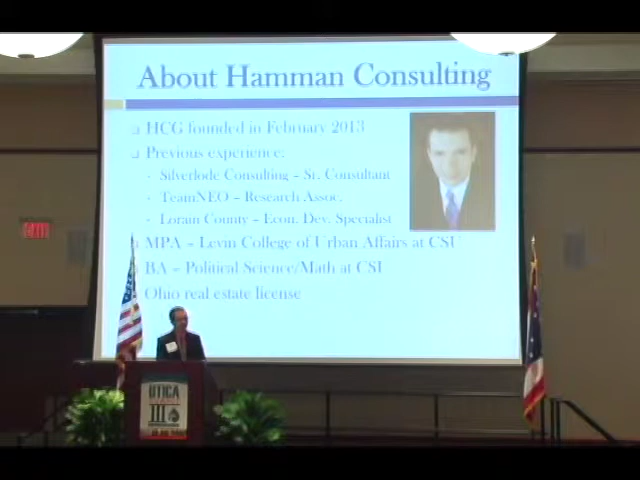 About Hamman Consulting
HCG founded in February 2013
Previous experience:
- Silverlode Consulting – Sr. Consultant
- TeamNEO – Research Assoc.
- Lorain County – Econ. Dev. Specialist
MPA – Levin College of Urban Affairs at CSU
BA – Political Science/Math at CSU
Ohio real estate license
EXIT
UTICA
III